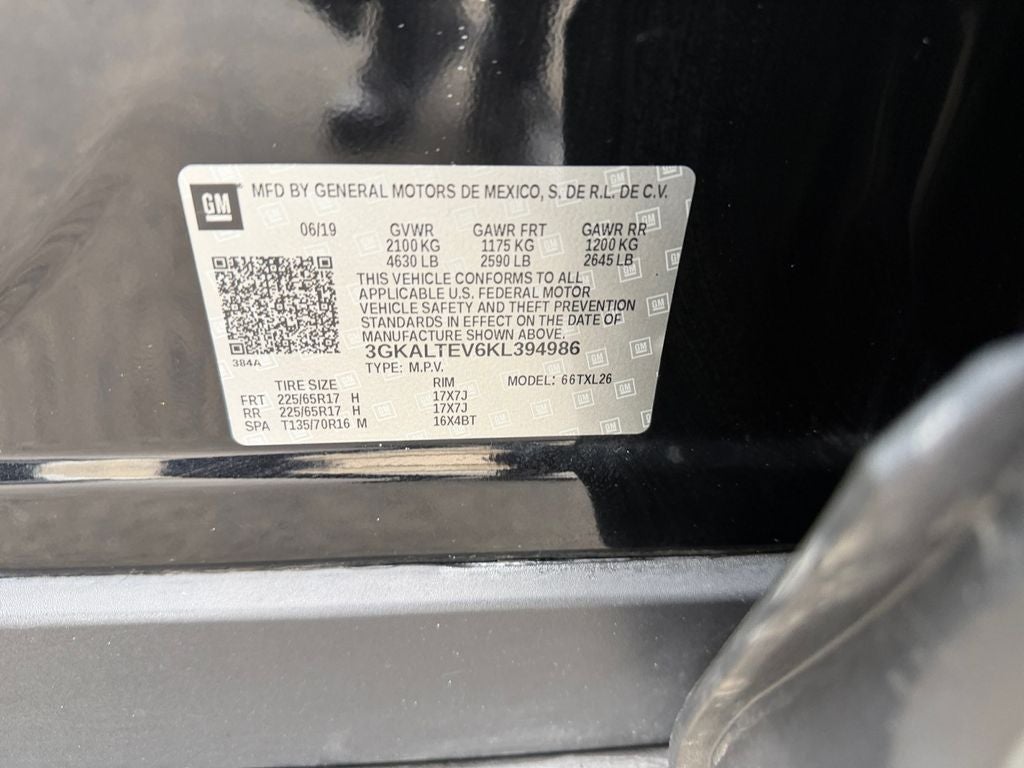 GM MFD BY GENERAL MOTORS DE MEXICO, S. DE R.L. DE C.V.
06/19 GVWR GAWR FRT GAWR RR
2100 KG 1175 KG 1200 KG
4630 LB 2590 LB 2645 LB
THIS VEHICLE CONFORMS TO ALL
APPLICABLE U.S. FEDERAL MOTOR
VEHICLE SAFETY AND THEFT PREVENTION
STANDARDS IN EFFECT ON THE DATE OF
MANUFACTURE SHOWN ABOVE.
384A 3GKALTEV6KL394986
TYPE: M.P.V. MODEL: 66TXL26
TIRE SIZE RIM
FRT 225/65R17 H 17X7J
RR 225/65R17 H 17X7J
SPA T135/70R16 M 16X4BT